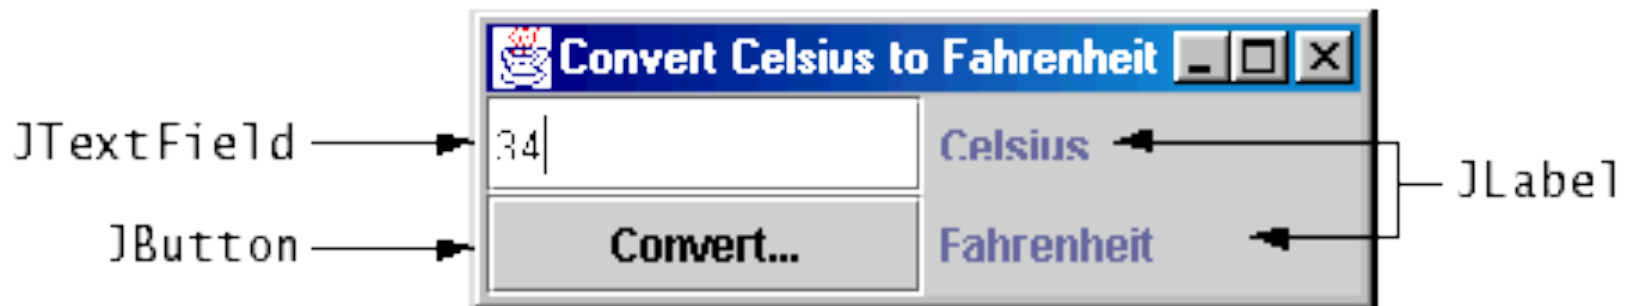 Convert Celsius to Fahrenheit
JTextField 34 Celsius
JLabel
JButton Convert... Fahrenheit